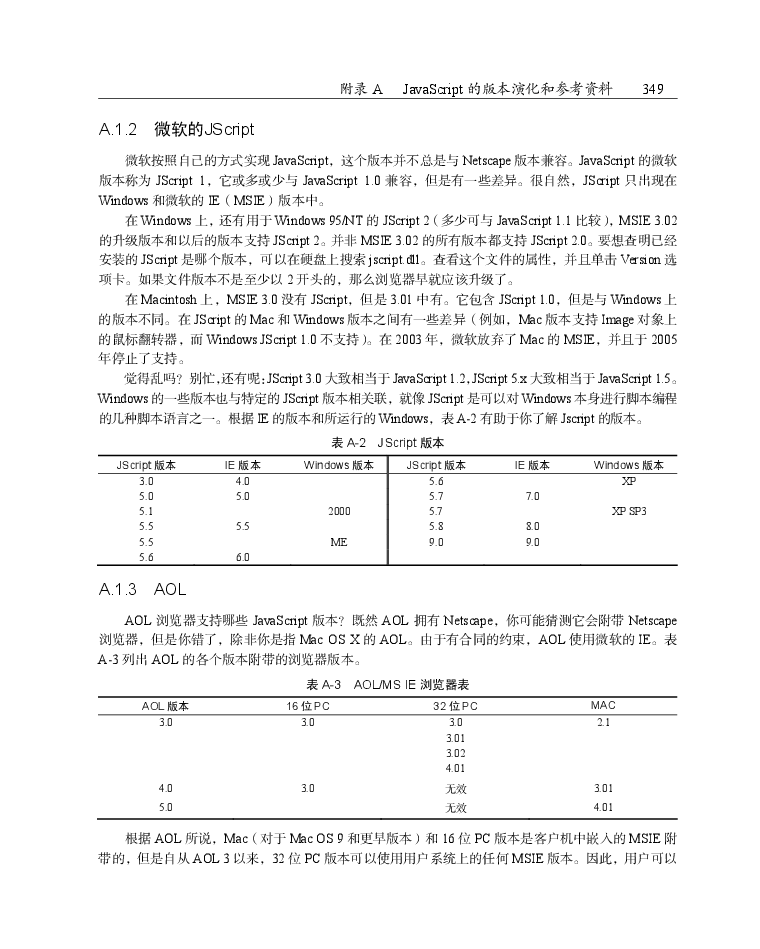 附录 A JavaScript 的版本演化和参考资料 349
A.1.2 微软的JScript
微软按照自己的方式实现 JavaScript，这个版本并不总是与 Netscape 版本兼容。JavaScript 的微软
版本称为 JScript 1，它或多或少与 JavaScript 1.0 兼容，但是有一些差异。很自然，JScript 只出现在
Windows 和微软的 IE（MSIE）版本中。
在 Windows 上，还有用于 Windows 95/NT 的 JScript 2（多少可与 JavaScript 1.1 比较），MSIE 3.02
的升级版本和以后的版本支持 JScript 2。并非 MSIE 3.02 的所有版本都支持 JScript 2.0。要想查明已经
安装的 JScript 是哪个版本，可以在硬盘上搜索 jscript.dll。查看这个文件的属性，并且单击 Version 选
项卡。如果文件版本不是至少以 2 开头的，那么浏览器早就应该升级了。
在 Macintosh 上，MSIE 3.0 没有 JScript，但是 3.01 中有。它包含 JScript 1.0，但是与 Windows 上
的版本不同。在 JScript 的 Mac 和 Windows 版本之间有一些差异（例如，Mac 版本支持 Image 对象上
的鼠标翻转器，而 Windows JScript 1.0 不支持）。在 2003 年，微软放弃了 Mac 的 MSIE，并且于 2005
年停止了支持。
觉得乱吗？别忙，还有呢：JScript 3.0 大致相当于 JavaScript 1.2，JScript 5.x 大致相当于 JavaScript 1.5。
Windows 的一些版本也与特定的 JScript 版本相关联，就像 JScript 是可以对 Windows 本身进行脚本编程
的几种脚本语言之一。根据 IE 的版本和所运行的 Windows，表 A-2 有助于你了解 Jscript 的版本。
表 A-2 JScript 版本
JScript 版本 IE 版本 Windows 版本 JScript 版本 IE 版本 Windows 版本
3.0 4.0 5.6 XP
5.0 5.0 5.7 7.0
5.1 2000 5.7 XP SP3
5.5 5.5 5.8 8.0
5.5 ME 9.0 9.0
5.6 6.0
A.1.3 AOL
AOL 浏览器支持哪些 JavaScript 版本？既然 AOL 拥有 Netscape，你可能猜测它会附带 Netscape
浏览器，但是你错了，除非你是指 Mac OS X 的 AOL。由于有合同的约束，AOL 使用微软的 IE。表
A-3 列出 AOL 的各个版本附带的浏览器版本。
表 A-3 AOL/MS IE 浏览器表
AOL 版本 16 位 PC 32 位 PC MAC
3.0 3.0 3.0 2.1
3.01
3.02
4.01
4.0 3.0 无效 3.01
5.0 无效 4.01
根据 AOL 所说，Mac（对于 Mac OS 9 和更早版本）和 16 位 PC 版本是客户机中嵌入的 MSIE 附
带的，但是自从 AOL 3 以来，32 位 PC 版本可以使用用户系统上的任何 MSIE 版本。因此，用户可以